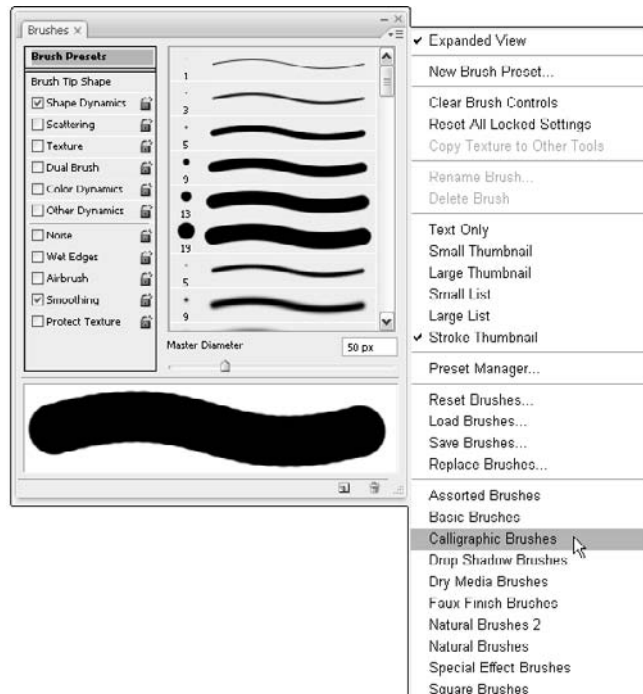 Brushes ×
Brush Presets
Brush Tip Shape
Shape Dynamics
Scattering
Texture
Dual Brush
Color Dynamics
Other Dynamics
Noise
Wet Edges
Airbrush
Smoothing
Protect Texture
1
3
5
9
13
19
5
9
Master Diameter
50 px
Expanded View
New Brush Preset...
Clear Brush Controls
Reset All Locked Settings
Copy Texture to Other Tools
Rename Brush...
Delete Brush
Text Only
Small Thumbnail
Large Thumbnail
Small List
Large List
Stroke Thumbnail
Preset Manager...
Reset Brushes...
Load Brushes...
Save Brushes...
Replace Brushes...
Assorted Brushes
Basic Brushes
Calligraphic Brushes
Drop Shadow Brushes
Dry Media Brushes
Faux Finish Brushes
Natural Brushes 2
Natural Brushes
Special Effect Brushes
Square Brushes